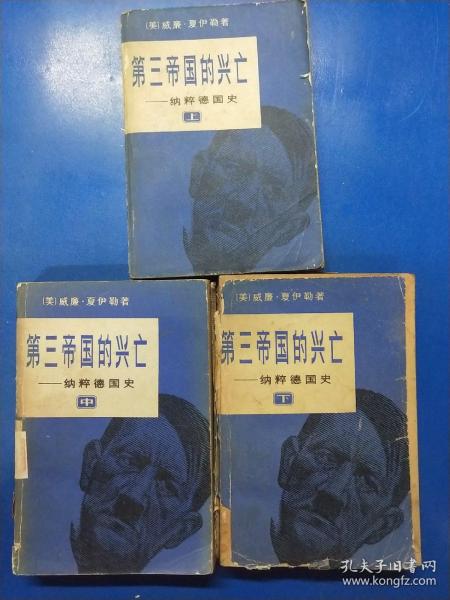 〔美〕威廉·夏伊勒著
第三帝国的兴亡
——纳粹德国史
上
〔美〕威廉·夏伊勒著
第三帝国的兴亡
——纳粹德国史
中
〔美〕威廉·夏伊勒著
第三帝国的兴亡
——纳粹德国史
下
孔夫子旧书网
www.kongfz.com